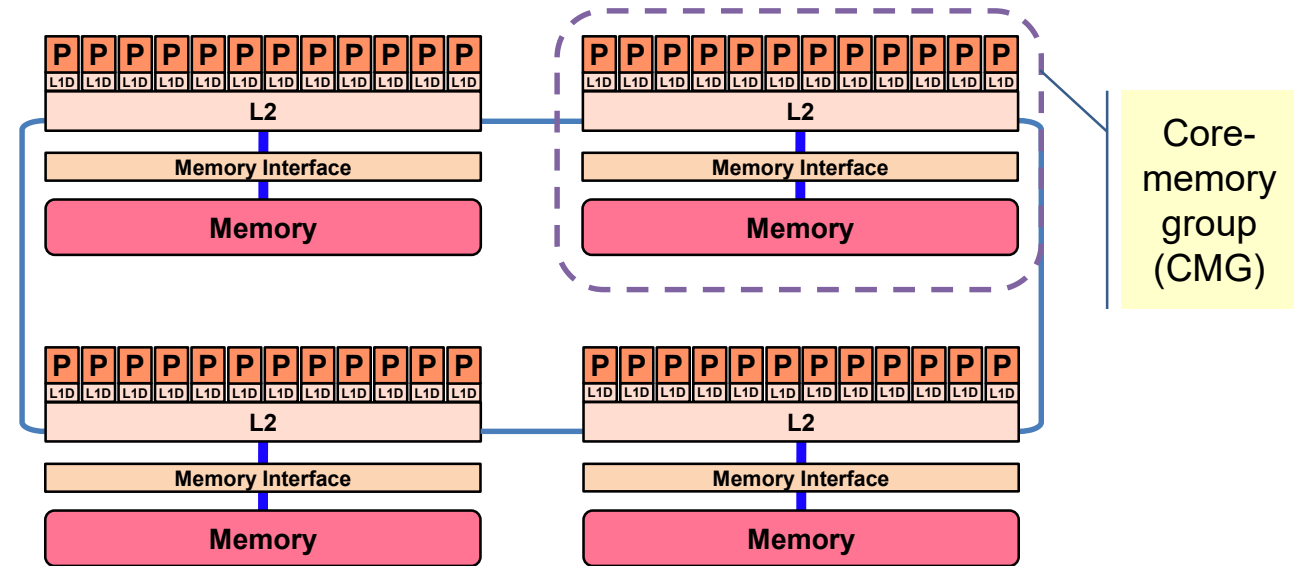 P P P P P P P P P P P P
L1D L1D L1D L1D L1D L1D L1D L1D L1D L1D L1D L1D
L2
Memory Interface
Memory
P P P P P P P P P P P P
L1D L1D L1D L1D L1D L1D L1D L1D L1D L1D L1D L1D
L2
Memory Interface
Memory
Core-
memory
group
(CMG)
P P P P P P P P P P P P
L1D L1D L1D L1D L1D L1D L1D L1D L1D L1D L1D L1D
L2
Memory Interface
Memory
P P P P P P P P P P P P
L1D L1D L1D L1D L1D L1D L1D L1D L1D L1D L1D L1D
L2
Memory Interface
Memory